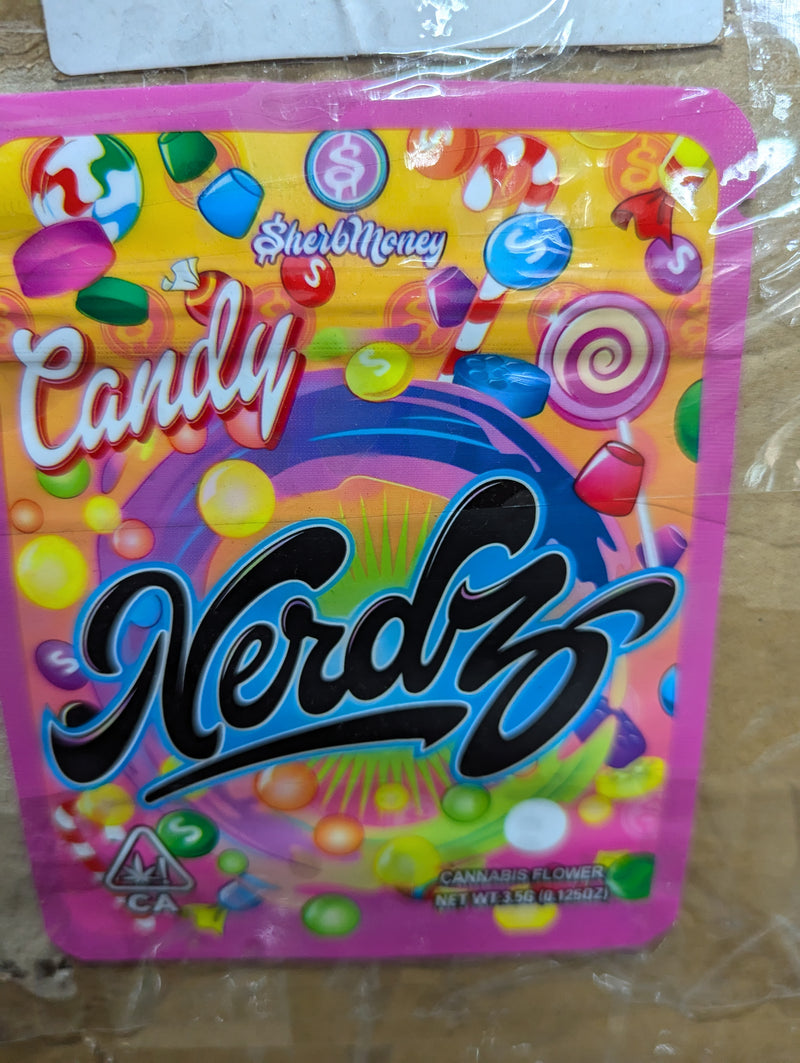 $
$herbMoney
S
S
S
S
Candy
Nerdz
S
S
CA
CANNABIS FLOWER
NET WT 3.5G (0.125OZ)